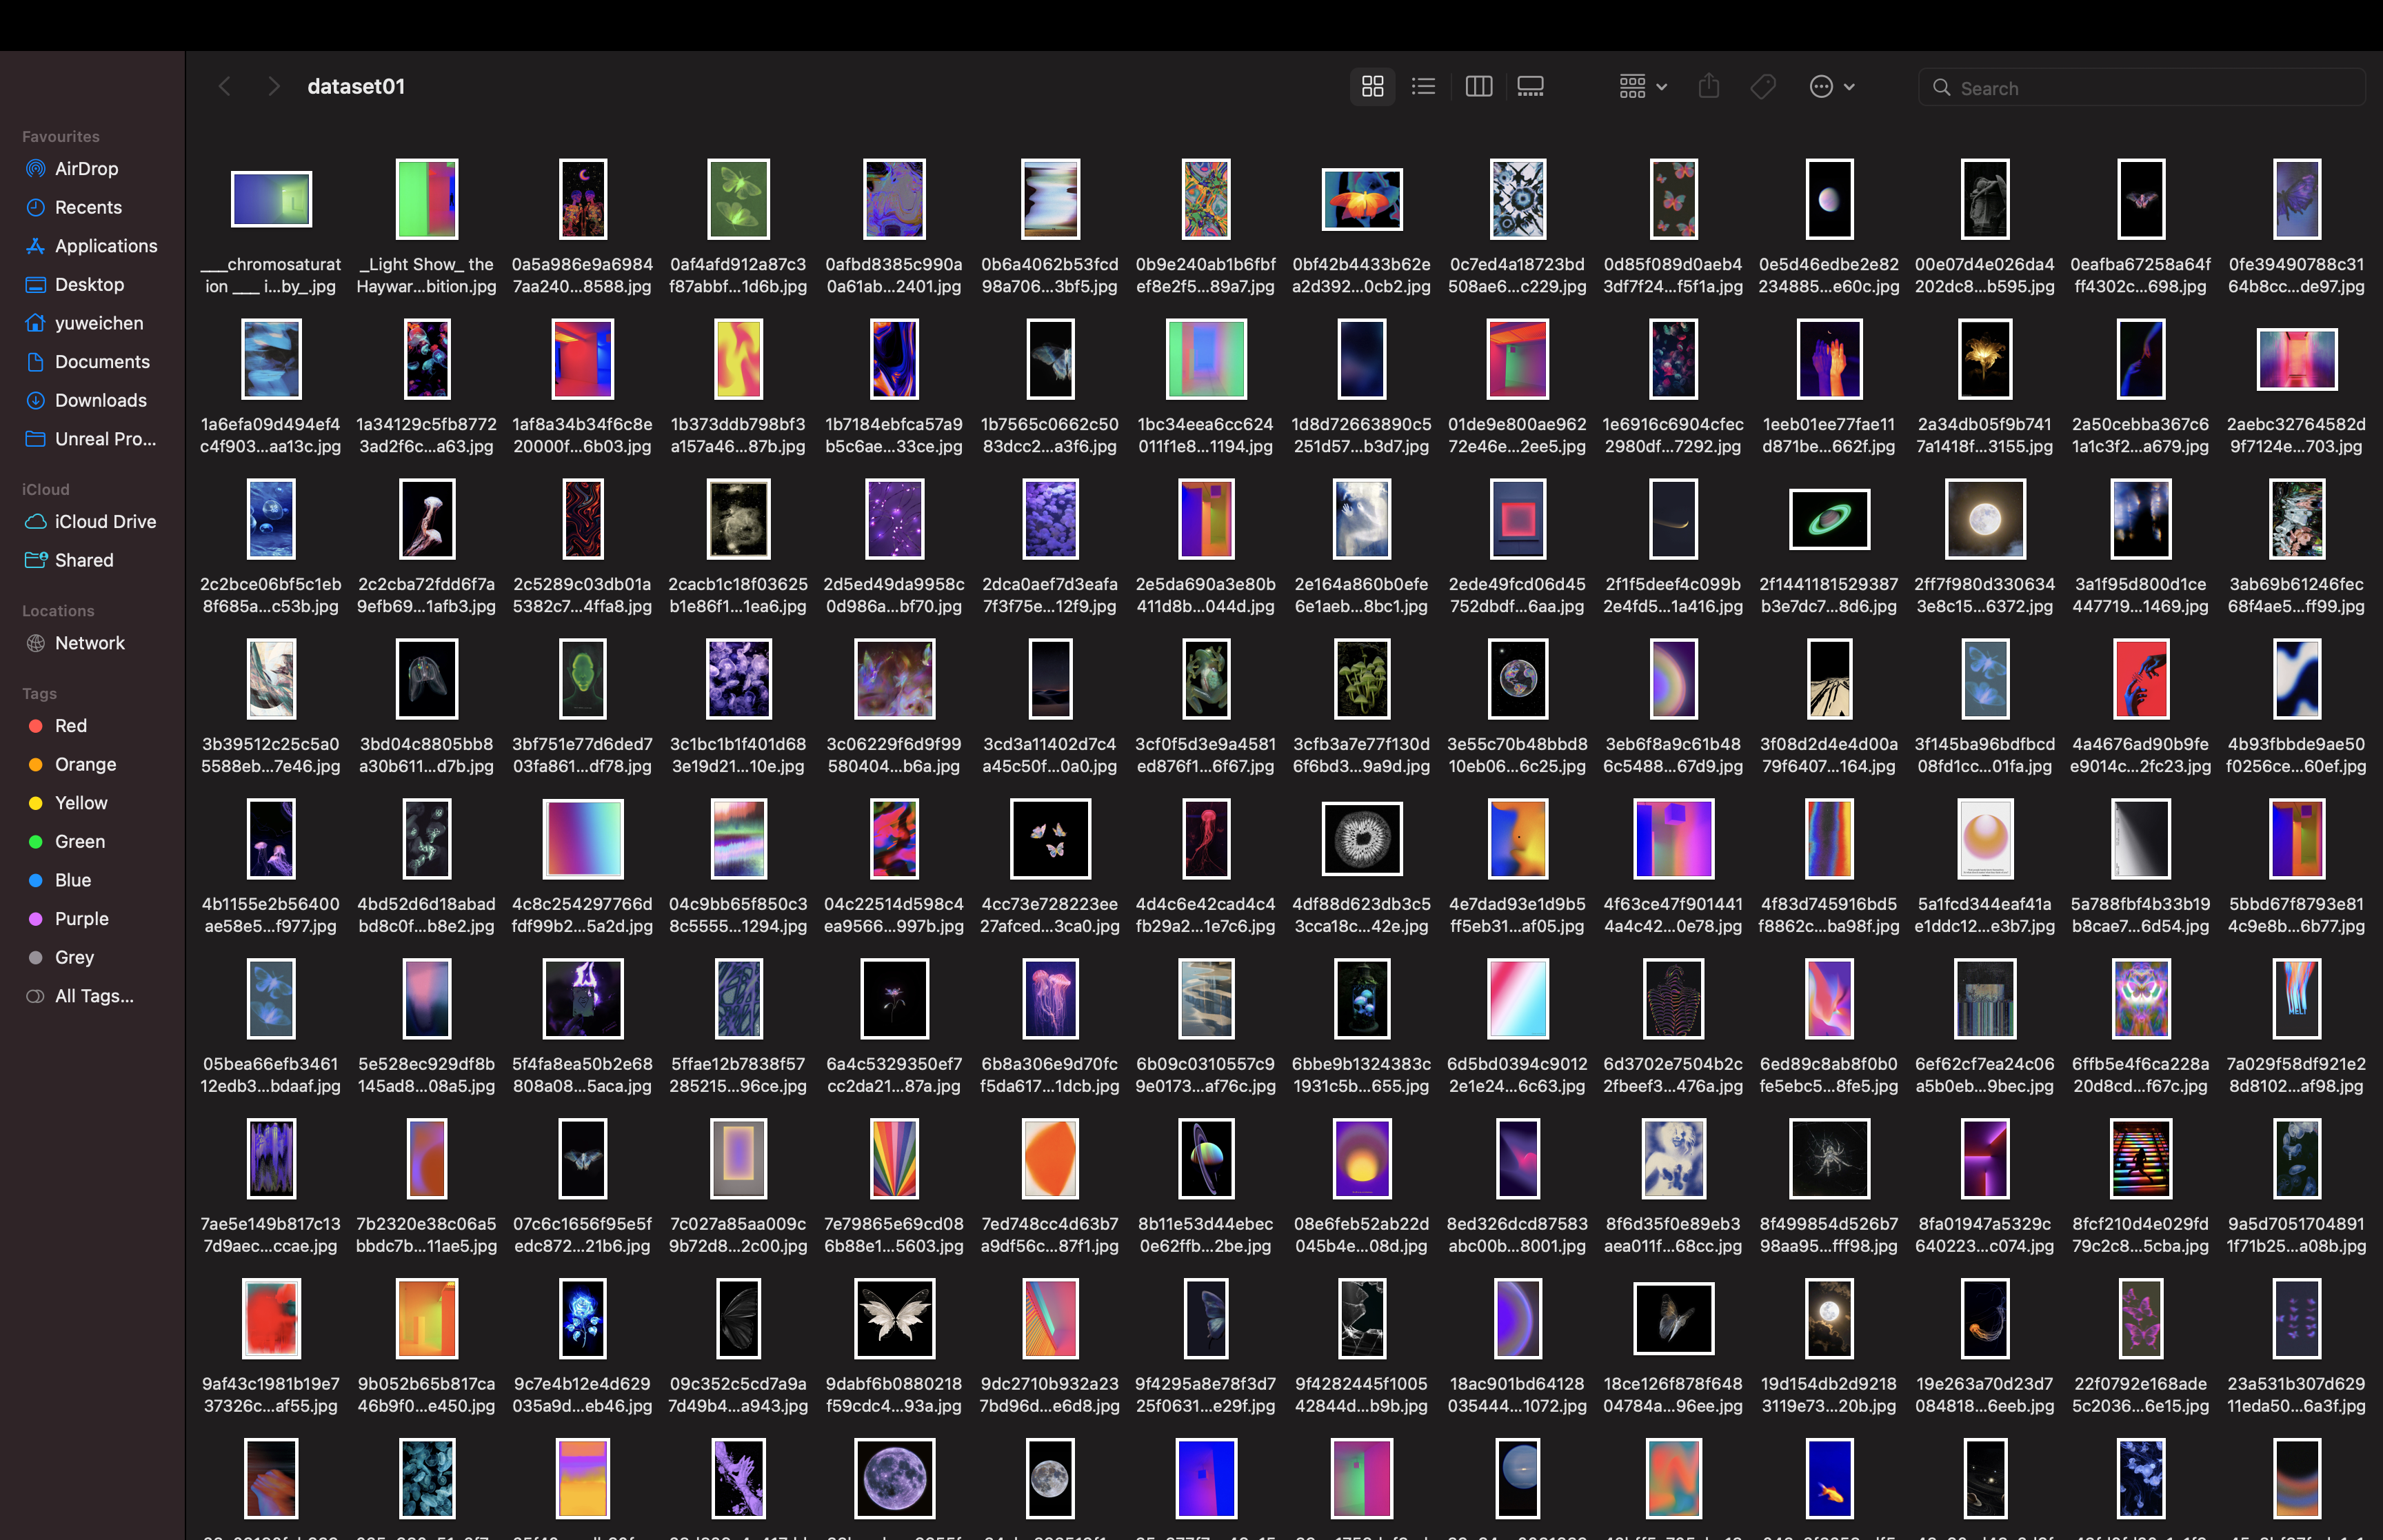 dataset01
Search
Favourites
AirDrop
Recents
Applications
Desktop
yuweichen
Documents
Downloads
Unreal Pro...
iCloud
iCloud Drive
Shared
Locations
Network
Tags
Red
Orange
Yellow
Green
Blue
Purple
Grey
All Tags...
___chromosaturat
ion ___ i...by_.jpg
_Light Show_ the
Haywar...bition.jpg
0a5a986e9a6984
7aa240...8588.jpg
0af4afd912a87c3
f87abbf...1d6b.jpg
0afbd8385c990a
0a61ab...2401.jpg
0b6a4062b53fcd
98a706...3bf5.jpg
0b9e240ab1b6fbf
ef8e2f5...89a7.jpg
0bf42b4433b62e
a2d392...0cb2.jpg
0c7ed4a18723bd
508ae6...c229.jpg
0d85f089d0aeb4
3df7f24...f5f1a.jpg
0e5d46edbe2e82
234885...e60c.jpg
00e07d4e026da4
202dc8...b595.jpg
0eafba67258a64f
ff4302c...698.jpg
0fe39490788c31
64b8cc...de97.jpg
1a6efa09d494ef4
c4f903...aa13c.jpg
1a34129c5fb8772
3ad2f6c...a63.jpg
1af8a34b34f6c8e
20000f...6b03.jpg
1b373ddb798bf3
a157a46...87b.jpg
1b7184ebfca57a9
b5c6ae...33ce.jpg
1b7565c0662c50
83dcc2...a3f6.jpg
1bc34eea6cc624
011f1e8...1194.jpg
1d8d72663890c5
251d57...b3d7.jpg
01de9e800ae962
72e46e...2ee5.jpg
1e6916c6904cfec
2980df...7292.jpg
1eeb01ee77fae11
d871be...662f.jpg
2a34db05f9b741
7a1418f...3155.jpg
2a50cebba367c6
1a1c3f2...a679.jpg
2aebc32764582d
9f7124e...703.jpg
2c2bce06bf5c1eb
8f685a...c53b.jpg
2c2cba72fdd6f7a
9efb69...1afb3.jpg
2c5289c03db01a
5382c7...4ffa8.jpg
2cacb1c18f03625
b1e86f1...1ea6.jpg
2d5ed49da9958c
0d986a...bf70.jpg
2dca0aef7d3eafa
7f3f75e...12f9.jpg
2e5da690a3e80b
411d8b...044d.jpg
2e164a860b0efe
6e1aeb...8bc1.jpg
2ede49fcd06d45
752dbdf...6aa.jpg
2f1f5deef4c099b
2e4fd5...1a416.jpg
2f1441181529387
b3e7dc7...8d6.jpg
2ff7f980d330634
3e8c15...6372.jpg
3a1f95d800d1ce
447719...1469.jpg
3ab69b61246fec
68f4ae5...ff99.jpg
3b39512c25c5a0
5588eb...7e46.jpg
3bd04c8805bb8
a30b611...d7b.jpg
3bf751e77d6ded7
03fa861...df78.jpg
3c1bc1b1f401d68
3e19d21...10e.jpg
3c06229f6d9f99
580404...b6a.jpg
3cd3a11402d7c4
a45c50f...0a0.jpg
3cf0f5d3e9a4581
ed876f1...6f67.jpg
3cfb3a7e77f130d
6f6bd3...9a9d.jpg
3e55c70b48bbd8
10eb06...6c25.jpg
3eb6f8a9c61b48
6c5488...67d9.jpg
3f08d2d4e4d00a
79f6407...164.jpg
3f145ba96bdfbcd
08fd1cc...01fa.jpg
4a4676ad90b9fe
e9014c...2fc23.jpg
4b93fbbde9ae50
f0256ce...60ef.jpg
4b1155e2b56400
ae58e5...f977.jpg
4bd52d6d18abad
bd8c0f...b8e2.jpg
4c8c254297766d
fdf99b2...5a2d.jpg
04c9bb65f850c3
8c5555...1294.jpg
04c22514d598c4
ea9566...997b.jpg
4cc73e728223ee
27afced...3ca0.jpg
4d4c6e42cad4c4
fb29a2...1e7c6.jpg
4df88d623db3c5
3cca18c...42e.jpg
4e7dad93e1d9b5
ff5eb31...af05.jpg
4f63ce47f901441
4a4c42...0e78.jpg
4f83d745916bd5
f8862c...ba98f.jpg
5a1fcd344eaf41a
e1ddc12...e3b7.jpg
5a788fbf4b33b19
b8cae7...6d54.jpg
5bbd67f8793e81
4c9e8b...6b77.jpg
05bea66efb3461
12edb3...bdaaf.jpg
5e528ec929df8b
145ad8...08a5.jpg
5f4fa8ea50b2e68
808a08...5aca.jpg
5ffae12b7838f57
285215...96ce.jpg
6a4c5329350ef7
cc2da21...87a.jpg
6b8a306e9d70fc
f5da617...1dcb.jpg
6b09c0310557c9
9e0173...af76c.jpg
6bbe9b1324383c
1931c5b...655.jpg
6d5bd0394c9012
2e1e24...6c63.jpg
6d3702e7504b2c
2fbeef3...476a.jpg
6ed89c8ab8f0b0
fe5ebc5...8fe5.jpg
6ef62cf7ea24c06
a5b0eb...9bec.jpg
6ffb5e4f6ca228a
20d8cd...f67c.jpg
MELT
7a029f58df921e2
8d8102...af98.jpg
7ae5e149b817c13
7d9aec...ccae.jpg
7b2320e38c06a5
bbdc7b...11ae5.jpg
07c6c1656f95e5f
edc872...21b6.jpg
7c027a85aa009c
9b72d8...2c00.jpg
7e79865e69cd08
6b88e1...5603.jpg
7ed748cc4d63b7
a9df56c...87f1.jpg
8b11e53d44ebec
0e62ffb...2be.jpg
08e6feb52ab22d
045b4e...08d.jpg
8ed326dcd87583
abc00b...8001.jpg
8f6d35f0e89eb3
aea011f...68cc.jpg
8f499854d526b7
98aa95...fff98.jpg
8fa01947a5329c
640223...c074.jpg
8fcf210d4e029fd
79c2c8...5cba.jpg
9a5d7051704891
1f71b25...a08b.jpg
9af43c1981b19e7
37326c...af55.jpg
9b052b65b817ca
46b9f0...e450.jpg
9c7e4b12e4d629
035a9d...eb46.jpg
09c352c5cd7a9a
7d49b4...a943.jpg
9dabf6b0880218
f59cdc4...93a.jpg
9dc2710b932a23
7bd96d...e6d8.jpg
9f4295a8e78f3d7
25f0631...e29f.jpg
9f4282445f1005
42844d...b9b.jpg
18ac901bd64128
035444...1072.jpg
18ce126f878f648
04784a...96ee.jpg
19d154db2d9218
3119e73...20b.jpg
19e263a70d23d7
084818...6eeb.jpg
22f0792e168ade
5c2036...6e15.jpg
23a531b307d629
11eda50...6a3f.jpg